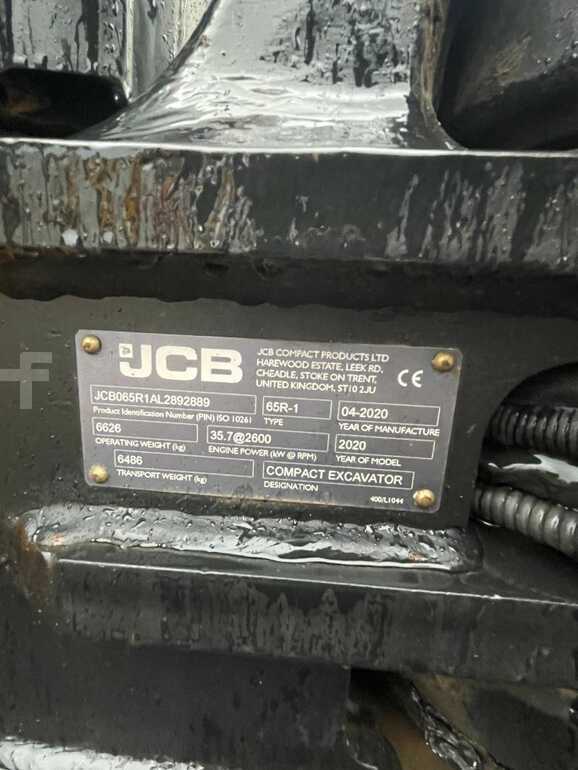 JCB
JCB COMPACT PRODUCTS LTD
HAREWOOD ESTATE, LEEK RD,
CHEADLE, STOKE ON TRENT,
UNITED KINGDOM, ST10 2JU
CE
JCB065R1AL2892889
65R-1
04-2020
Product Identification Number (PIN) ISO 10261
TYPE
YEAR OF MANUFACTURE
6626
35.7@2600
2020
OPERATING WEIGHT (kg)
ENGINE POWER (kW @ RPM)
YEAR OF MODEL
6486
COMPACT EXCAVATOR
TRANSPORT WEIGHT (kg)
DESIGNATION
400/L1044